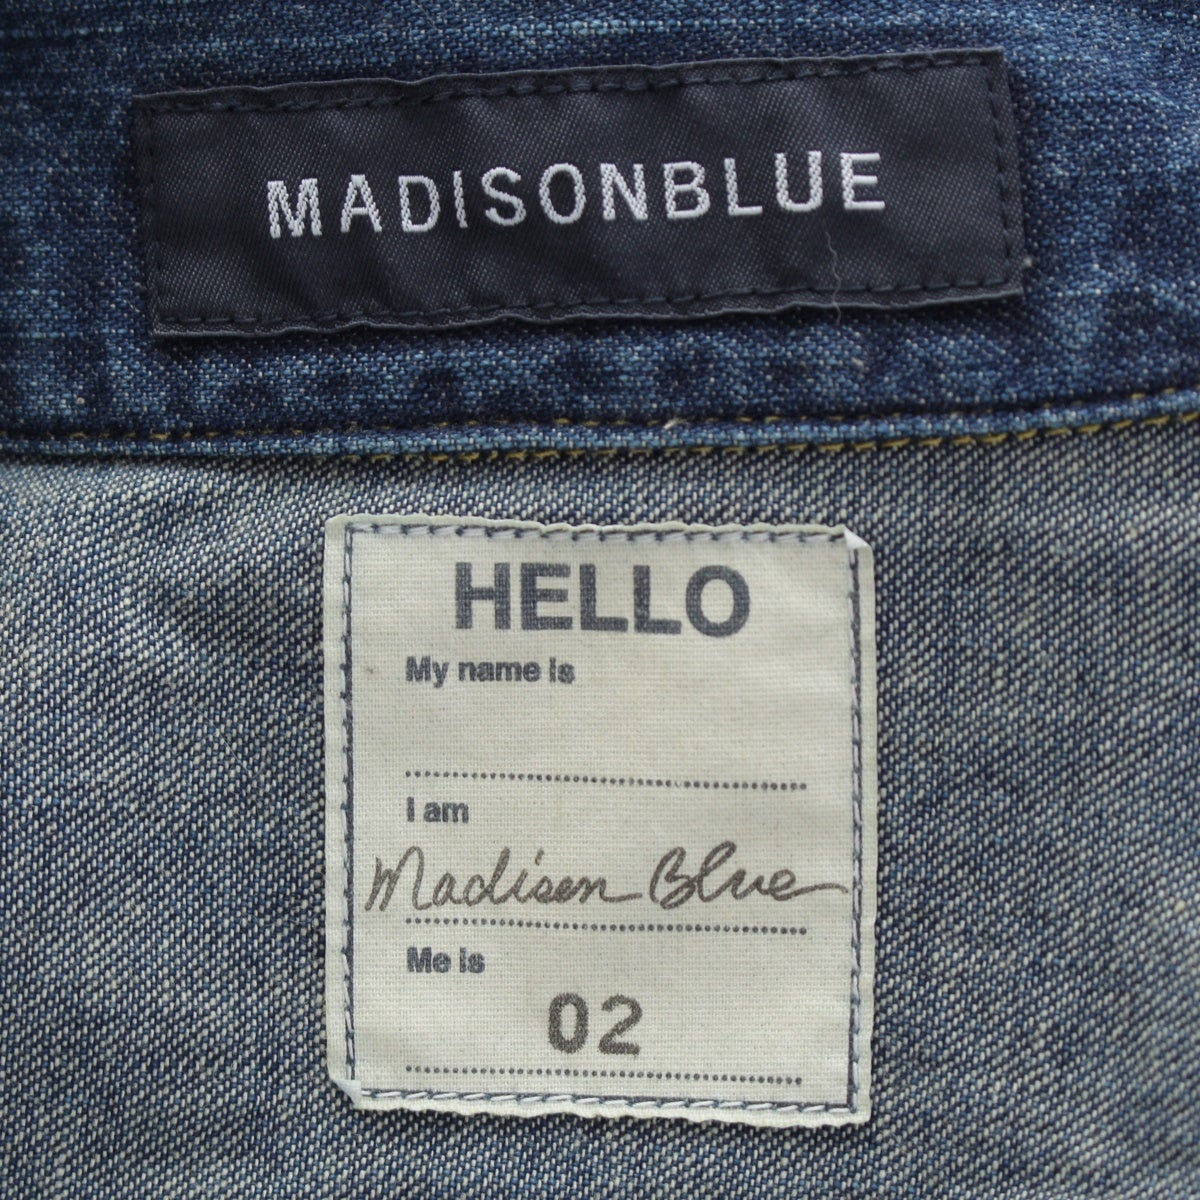 MADISONBLUE
HELLO
My name is
I am
Madison Blue
Me is
02